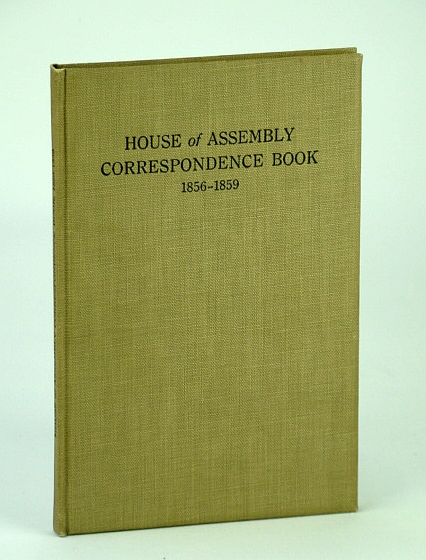 HOUSE of ASSEMBLY
CORRESPONDENCE BOOK
1856-1859